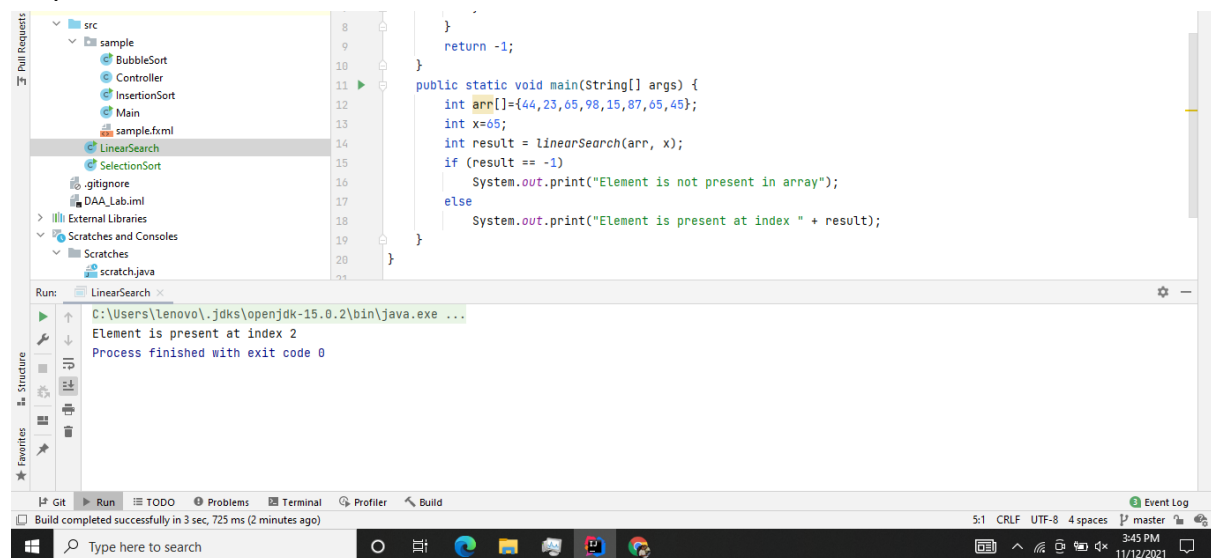 Pull Requests
src
sample
BubbleSort
Controller
InsertionSort
Main
sample.fxml
LinearSearch
SelectionSort
.gitignore
DAA_Lab.iml
External Libraries
Scratches and Consoles
Scratches
scratch.java
8 }
9 return -1;
10 }
11 public static void main(String[] args) {
12 int arr[]={44,23,65,98,15,87,65,45};
13 int x=65;
14 int result = linearSearch(arr, x);
15 if (result == -1)
16 System.out.print("Element is not present in array");
17 else
18 System.out.print("Element is present at index " + result);
19 }
20 }
21
Run: LinearSearch
C:\Users\lenovo\.jdks\openjdk-15.0.2\bin\java.exe ...
Element is present at index 2
Process finished with exit code 0
Structure
Favorites
Git Run TODO Problems Terminal Profiler Build 3 Event Log
Build completed successfully in 3 sec, 725 ms (2 minutes ago) 5:1 CRLF UTF-8 4 spaces master
Type here to search 3:45 PM
11/12/2021